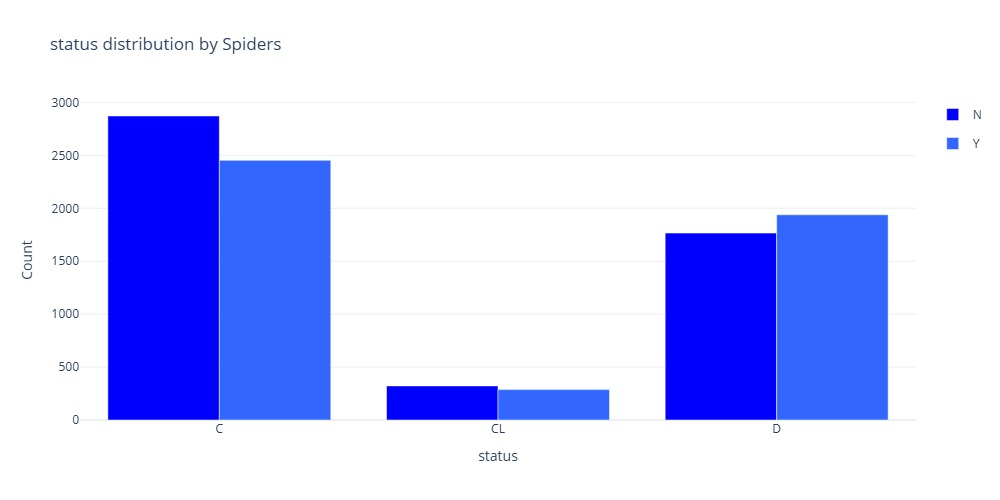 status distribution by Spiders
3000
2500
2000
1500
1000
500
0
Count
C
CL
D
status
N
Y